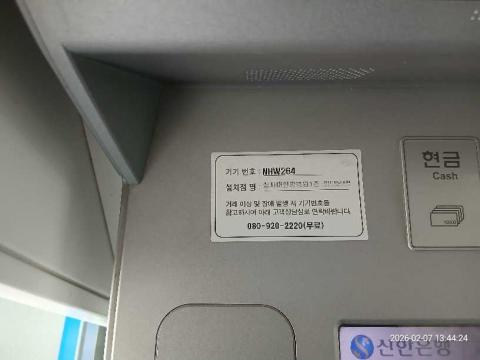 기기 번호 : NHW264
설치점 명 :
거래 이상 및 장애 발생 시 기기번호를
참고하시어 아래 고객상담실로 연락바랍니다.
080-920-2220(무료)
현금
Cash
신한은행
2026-02-07 13:44:24